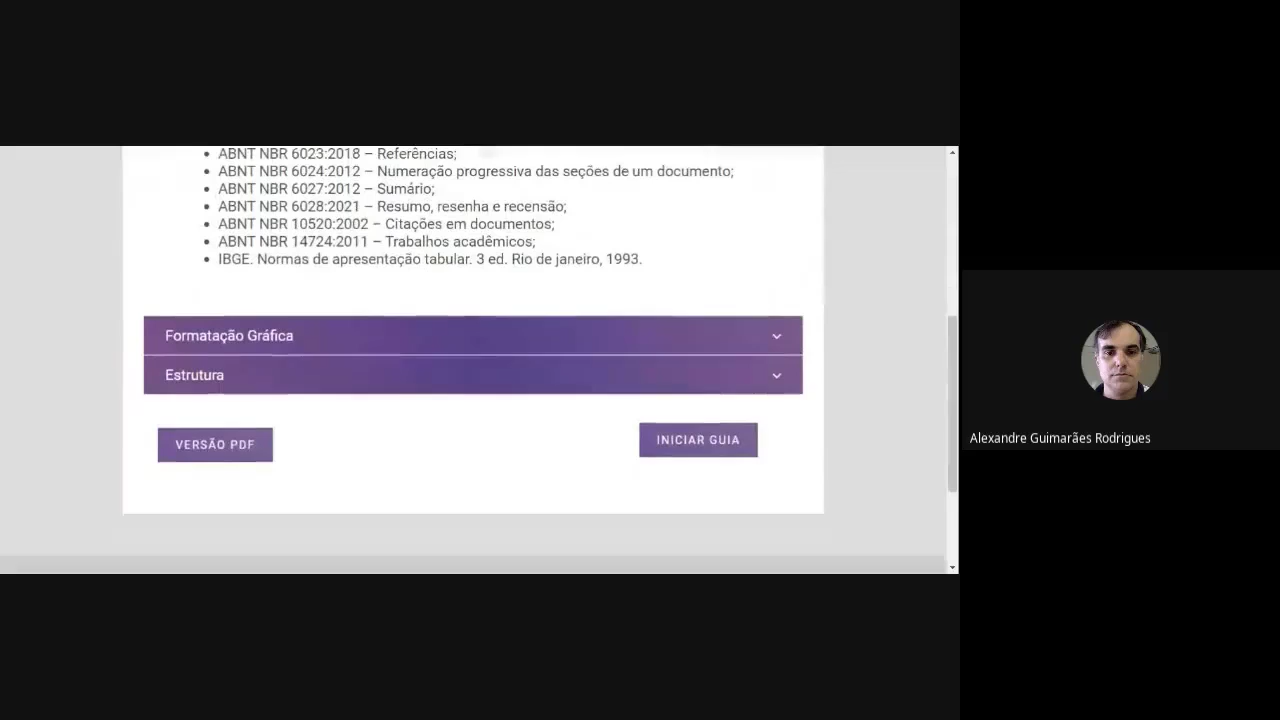 ABNT NBR 6023:2018 – Referências;
ABNT NBR 6024:2012 – Numeração progressiva das seções de um documento;
ABNT NBR 6027:2012 – Sumário;
ABNT NBR 6028:2021 – Resumo, resenha e recensão;
ABNT NBR 10520:2002 – Citações em documentos;
ABNT NBR 14724:2011 – Trabalhos acadêmicos;
IBGE. Normas de apresentação tabular. 3 ed. Rio de janeiro, 1993.
Formatação Gráfica
Estrutura
VERSÃO PDF
INICIAR GUIA
Alexandre Guimarães Rodrigues